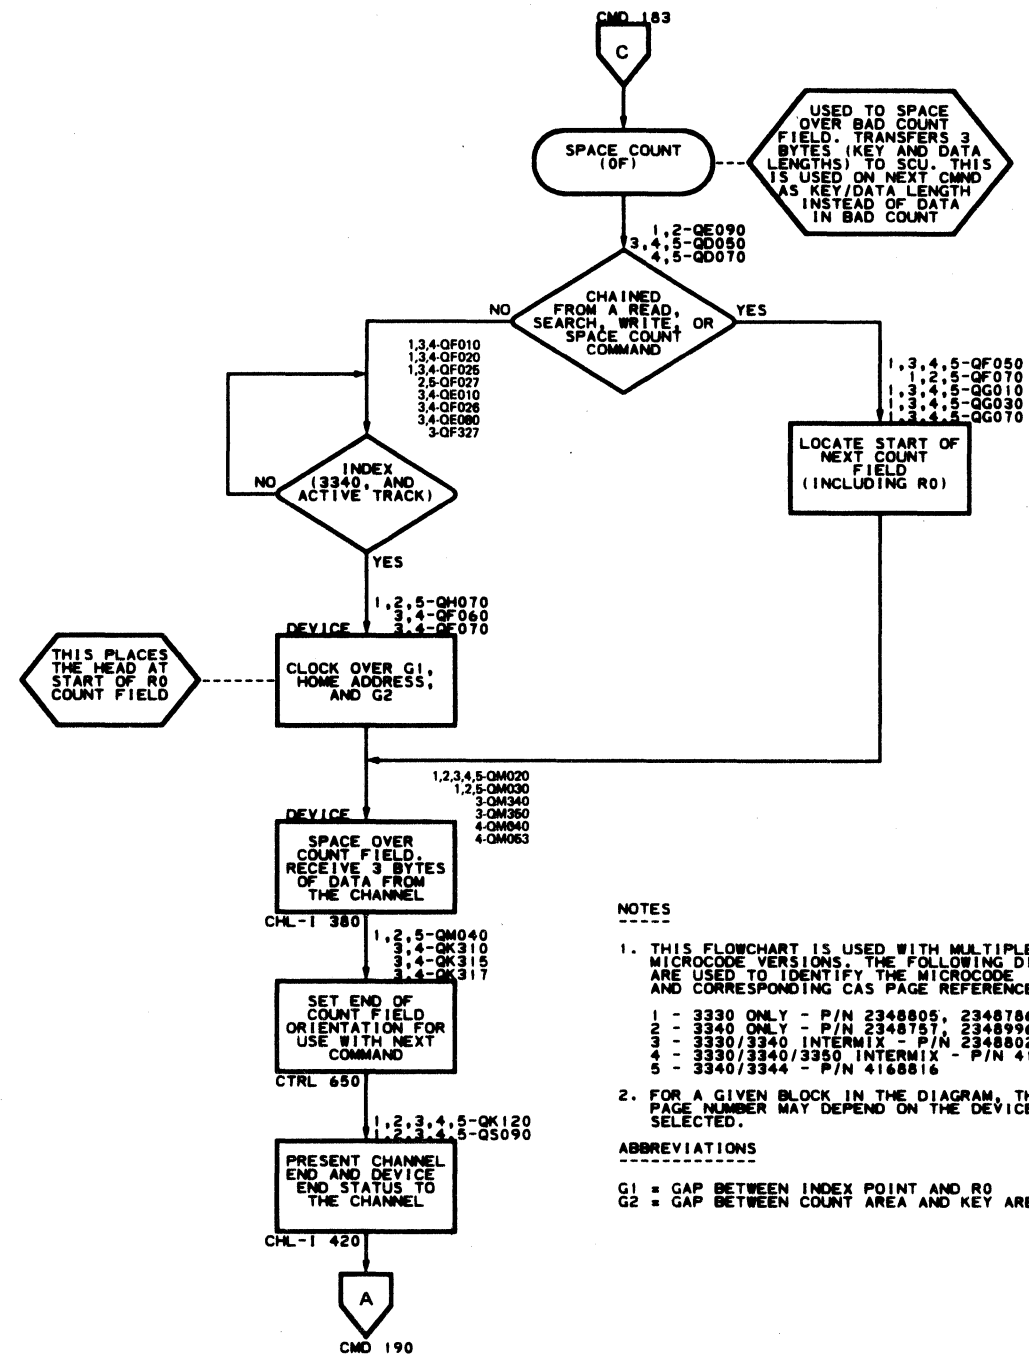 CMD 183
C
SPACE COUNT
(0F)
USED TO SPACE
OVER BAD COUNT
FIELD. TRANSFERS 3
BYTES (KEY AND DATA
LENGTHS) TO SCU. THIS
IS USED ON NEXT CMND
AS KEY/DATA LENGTH
INSTEAD OF DATA
IN BAD COUNT
1,2-QE090
3,4,5-QD050
4,5-QD070
CHAINED
FROM A READ,
SEARCH, WRITE, OR
SPACE COUNT
COMMAND
NO
YES
1,3,4-QF010
1,3,4-QF020
1,3,4-QF025
2,5-QF027
3,4-QE010
3,4-QF026
3,4-QE080
3-QF327
1,3,4,5-QF050
1,2,5-QF070
1,3,4,5-QG010
1,3,4,5-QG030
1,3,4,5-QG070
LOCATE START OF
NEXT COUNT
FIELD
(INCLUDING R0)
INDEX
(3340, AND
ACTIVE TRACK)
NO
YES
1,2,5-QH070
3,4-QF060
3,4-QF070
DEVICE
CLOCK OVER G1,
HOME ADDRESS,
AND G2
THIS PLACES
THE HEAD AT
START OF R0
COUNT FIELD
1,2,3,4,5-QM020
1,2,5-QM030
3-QM340
3-QM350
4-QM040
4-QM053
DEVICE
SPACE OVER
COUNT FIELD.
RECEIVE 3 BYTES
OF DATA FROM
THE CHANNEL
CHL-I 380
1,2,5-QM040
3,4-QK310
3,4-QK315
3,4-QK317
SET END OF
COUNT FIELD
ORIENTATION FOR
USE WITH NEXT
COMMAND
CTRL 650
1,2,3,4,5-QK120
1,2,3,4,5-QS090
PRESENT CHANNEL
END AND DEVICE
END STATUS TO
THE CHANNEL
CHL-I 420
A
CMD 190
NOTES
1. THIS FLOWCHART IS USED WITH MULTIPLE
MICROCODE VERSIONS. THE FOLLOWING
ARE USED TO IDENTIFY THE MICROCODE
AND CORRESPONDING CAS PAGE REFERENCE
1 - 3330 ONLY - P/N 2348805,
2 - 3340 ONLY - P/N 2348757,
3 - 3330/3340 INTERMIX - P/N 2348802
4 - 3330/3340/3350 INTERMIX - P/N
5 - 3340/3344 - P/N 4168816
2. FOR A GIVEN BLOCK IN THE DIAGRAM,
PAGE NUMBER MAY DEPEND ON THE DEVICE
SELECTED.
ABBREVIATIONS
G1 = GAP BETWEEN INDEX POINT AND R0
G2 = GAP BETWEEN COUNT AREA AND KEY